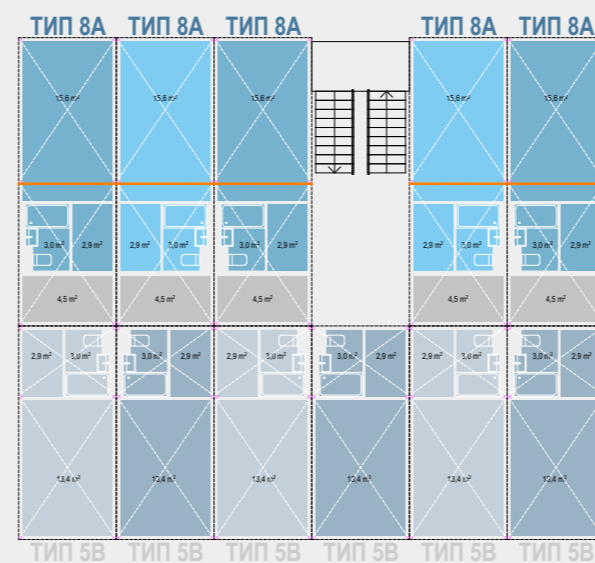 ТИП 8А ТИП 8А ТИП 8А ТИП 8А ТИП 8А
15,6 m² 15,6 m² 15,6 m² 15,6 m² 15,6 m²
3,0 m² 2,9 m² 2,9 m² 3,0 m² 3,0 m² 2,9 m² 2,9 m² 3,0 m² 3,0 m² 2,9 m²
4,5 m² 4,5 m² 4,5 m² 4,5 m² 4,5 m²
2,9 m² 3,0 m² 3,0 m² 2,9 m² 2,9 m² 3,0 m² 3,0 m² 2,9 m² 2,9 m² 3,0 m² 3,0 m² 2,9 m²
13,4 m² 13,4 m² 13,4 m² 13,4 m² 13,4 m² 13,4 m²
ТИП 5В ТИП 5В ТИП 5В ТИП 5В ТИП 5В ТИП 5В